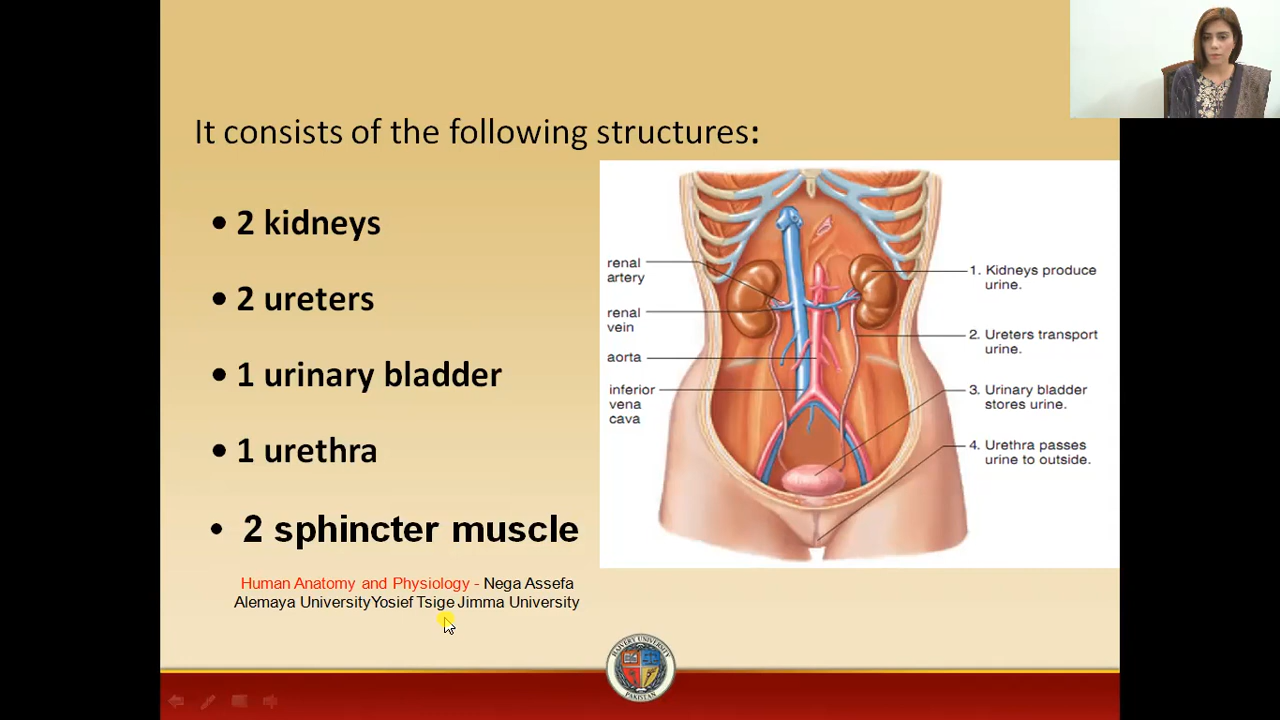 It consists of the following structures:
• 2 kidneys
• 2 ureters
• 1 urinary bladder
• 1 urethra
• 2 sphincter muscle
Human Anatomy and Physiology - Nega Assefa
Alemaya UniversityYosief Tsige Jimma University
renal
artery
renal
vein
aorta
inferior
vena
cava
1. Kidneys produce
urine.
2. Ureters transport
urine.
3. Urinary bladder
stores urine.
4. Urethra passes
urine to outside.
UNIVERSITY
PAKISTAN